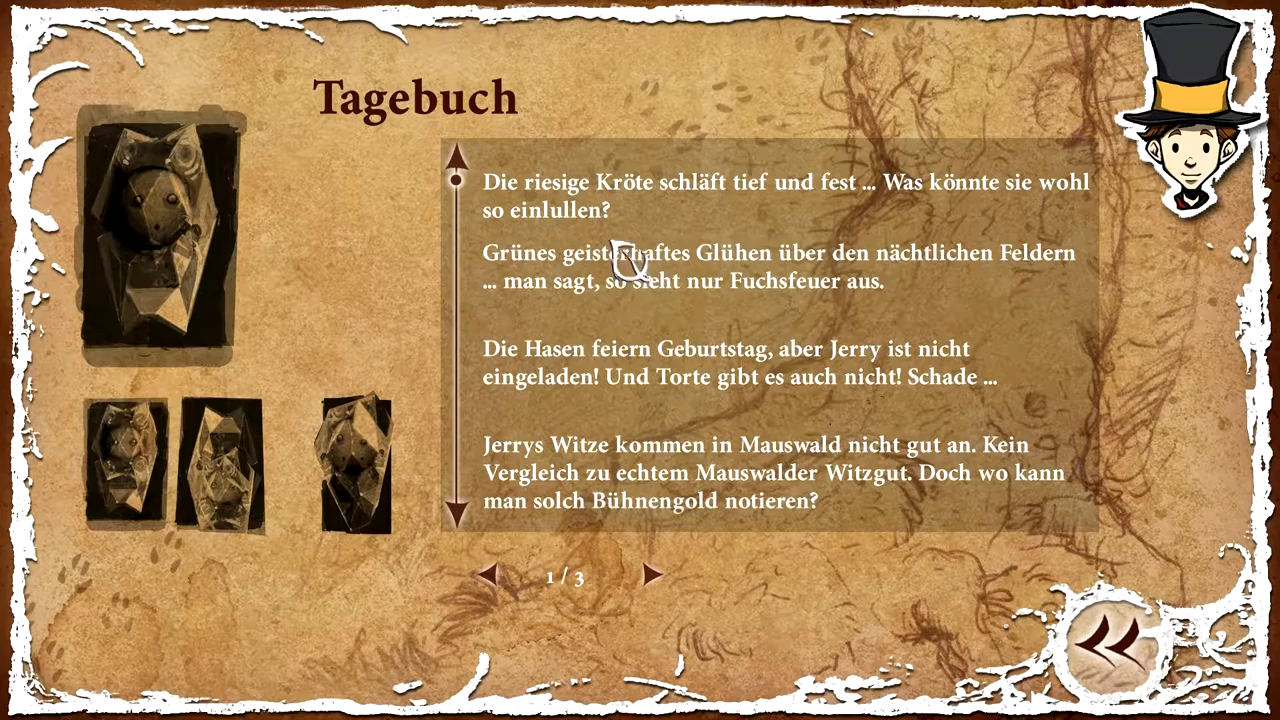 Tagebuch
Die riesige Kröte schläft tief und fest ... Was könnte sie wohl
so einlullen?
Grünes geisterhaftes Glühen über den nächtlichen Feldern
... man sagt, so sieht nur Fuchsfeuer aus.
Die Hasen feiern Geburtstag, aber Jerry ist nicht
eingeladen! Und Torte gibt es auch nicht! Schade ...
Jerrys Witze kommen in Mauswald nicht gut an. Kein
Vergleich zu echtem Mauswalder Witzgut. Doch wo kann
man solch Bühnengold notieren?
1 / 3